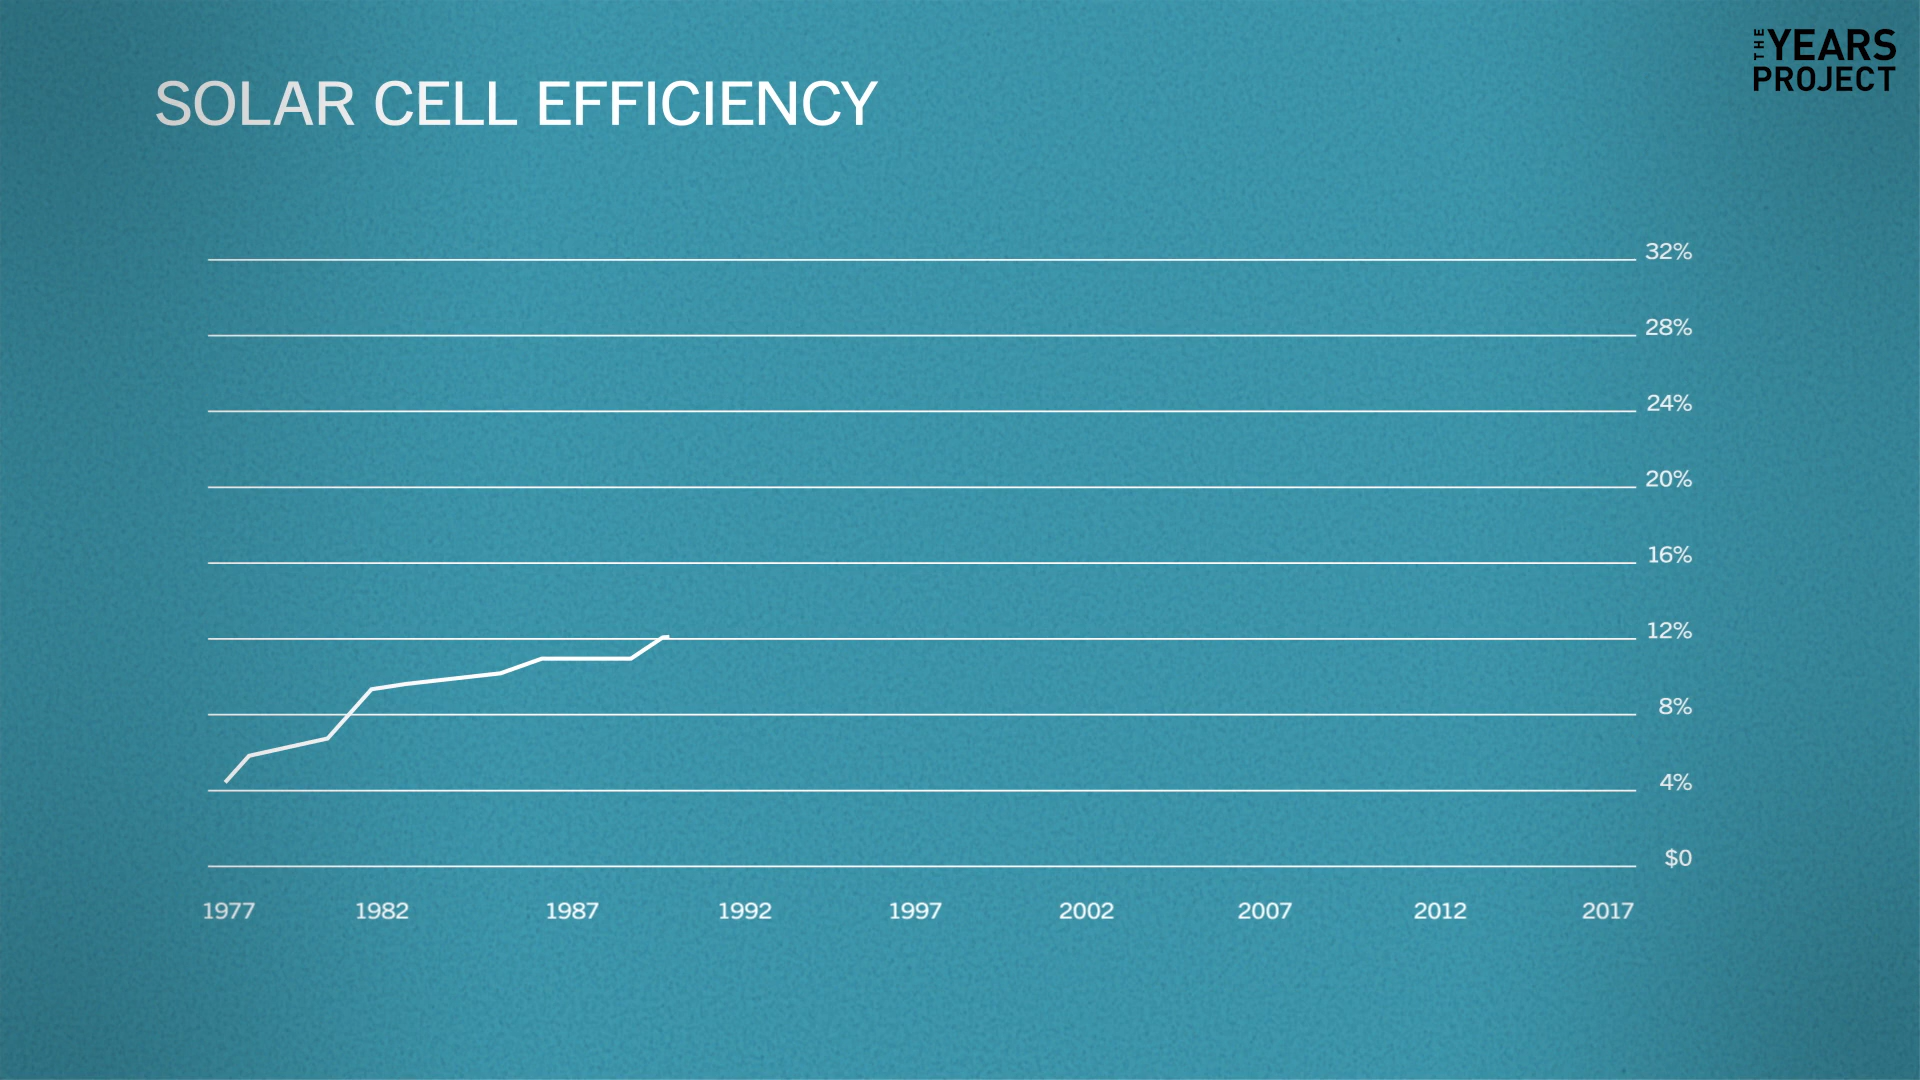 THE YEARS
PROJECT
SOLAR CELL EFFICIENCY
32%
28%
24%
20%
16%
12%
8%
4%
$0
1977 1982 1987 1992 1997 2002 2007 2012 2017